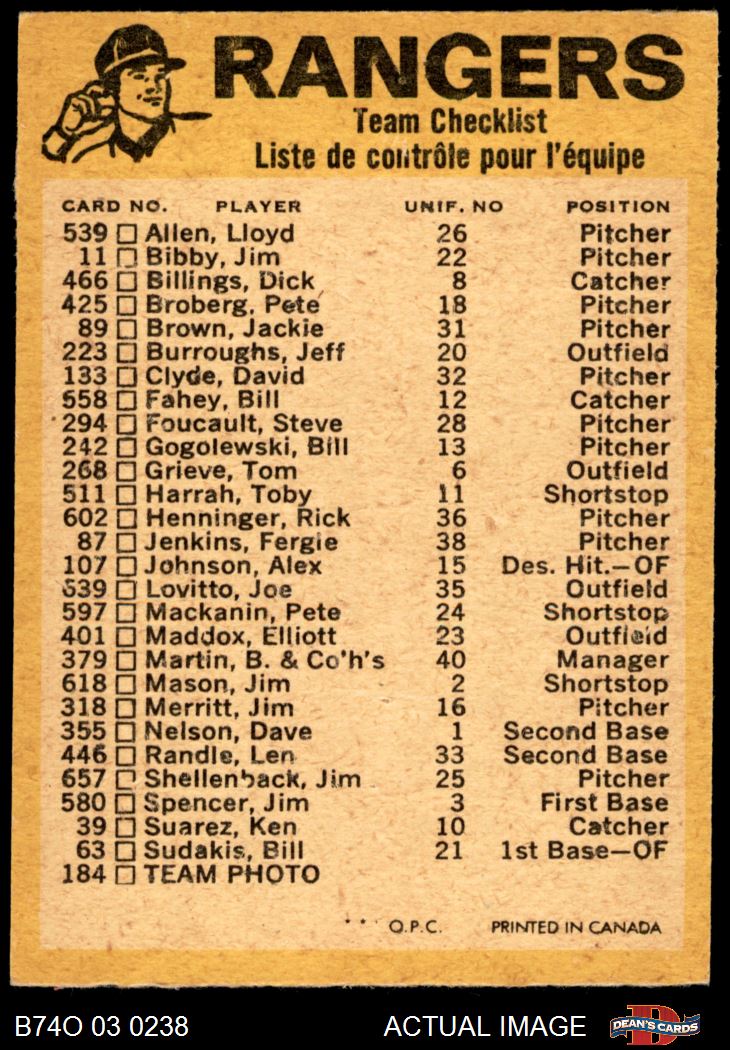 RANGERS
Team Checklist
Liste de contrôle pour l'équipe
CARD NO. PLAYER UNIF. NO POSITION
539 Allen, Lloyd 26 Pitcher
11 Bibby, Jim 22 Pitcher
466 Billings, Dick 8 Catcher
425 Broberg, Pete 18 Pitcher
89 Brown, Jackie 31 Pitcher
223 Burroughs, Jeff 20 Outfield
133 Clyde, David 32 Pitcher
558 Fahey, Bill 12 Catcher
294 Foucault, Steve 28 Pitcher
242 Gogolewski, Bill 13 Pitcher
268 Grieve, Tom 6 Outfield
511 Harrah, Toby 11 Shortstop
602 Henninger, Rick 36 Pitcher
87 Jenkins, Fergie 38 Pitcher
107 Johnson, Alex 15 Des. Hit.—OF
639 Lovitto, Joe 35 Outfield
597 Mackanin, Pete 24 Shortstop
401 Maddox, Elliott 23 Outfield
379 Martin, B. & Co'h's 40 Manager
618 Mason, Jim 2 Shortstop
318 Merritt, Jim 16 Pitcher
355 Nelson, Dave 1 Second Base
446 Randle, Len 33 Second Base
657 Shellenback, Jim 25 Pitcher
580 Spencer, Jim 3 First Base
39 Suarez, Ken 10 Catcher
63 Sudakis, Bill 21 1st Base—OF
184 TEAM PHOTO
** O.P.C. PRINTED IN CANADA
B74O 03 0238 ACTUAL IMAGE DEAN'S CARDS